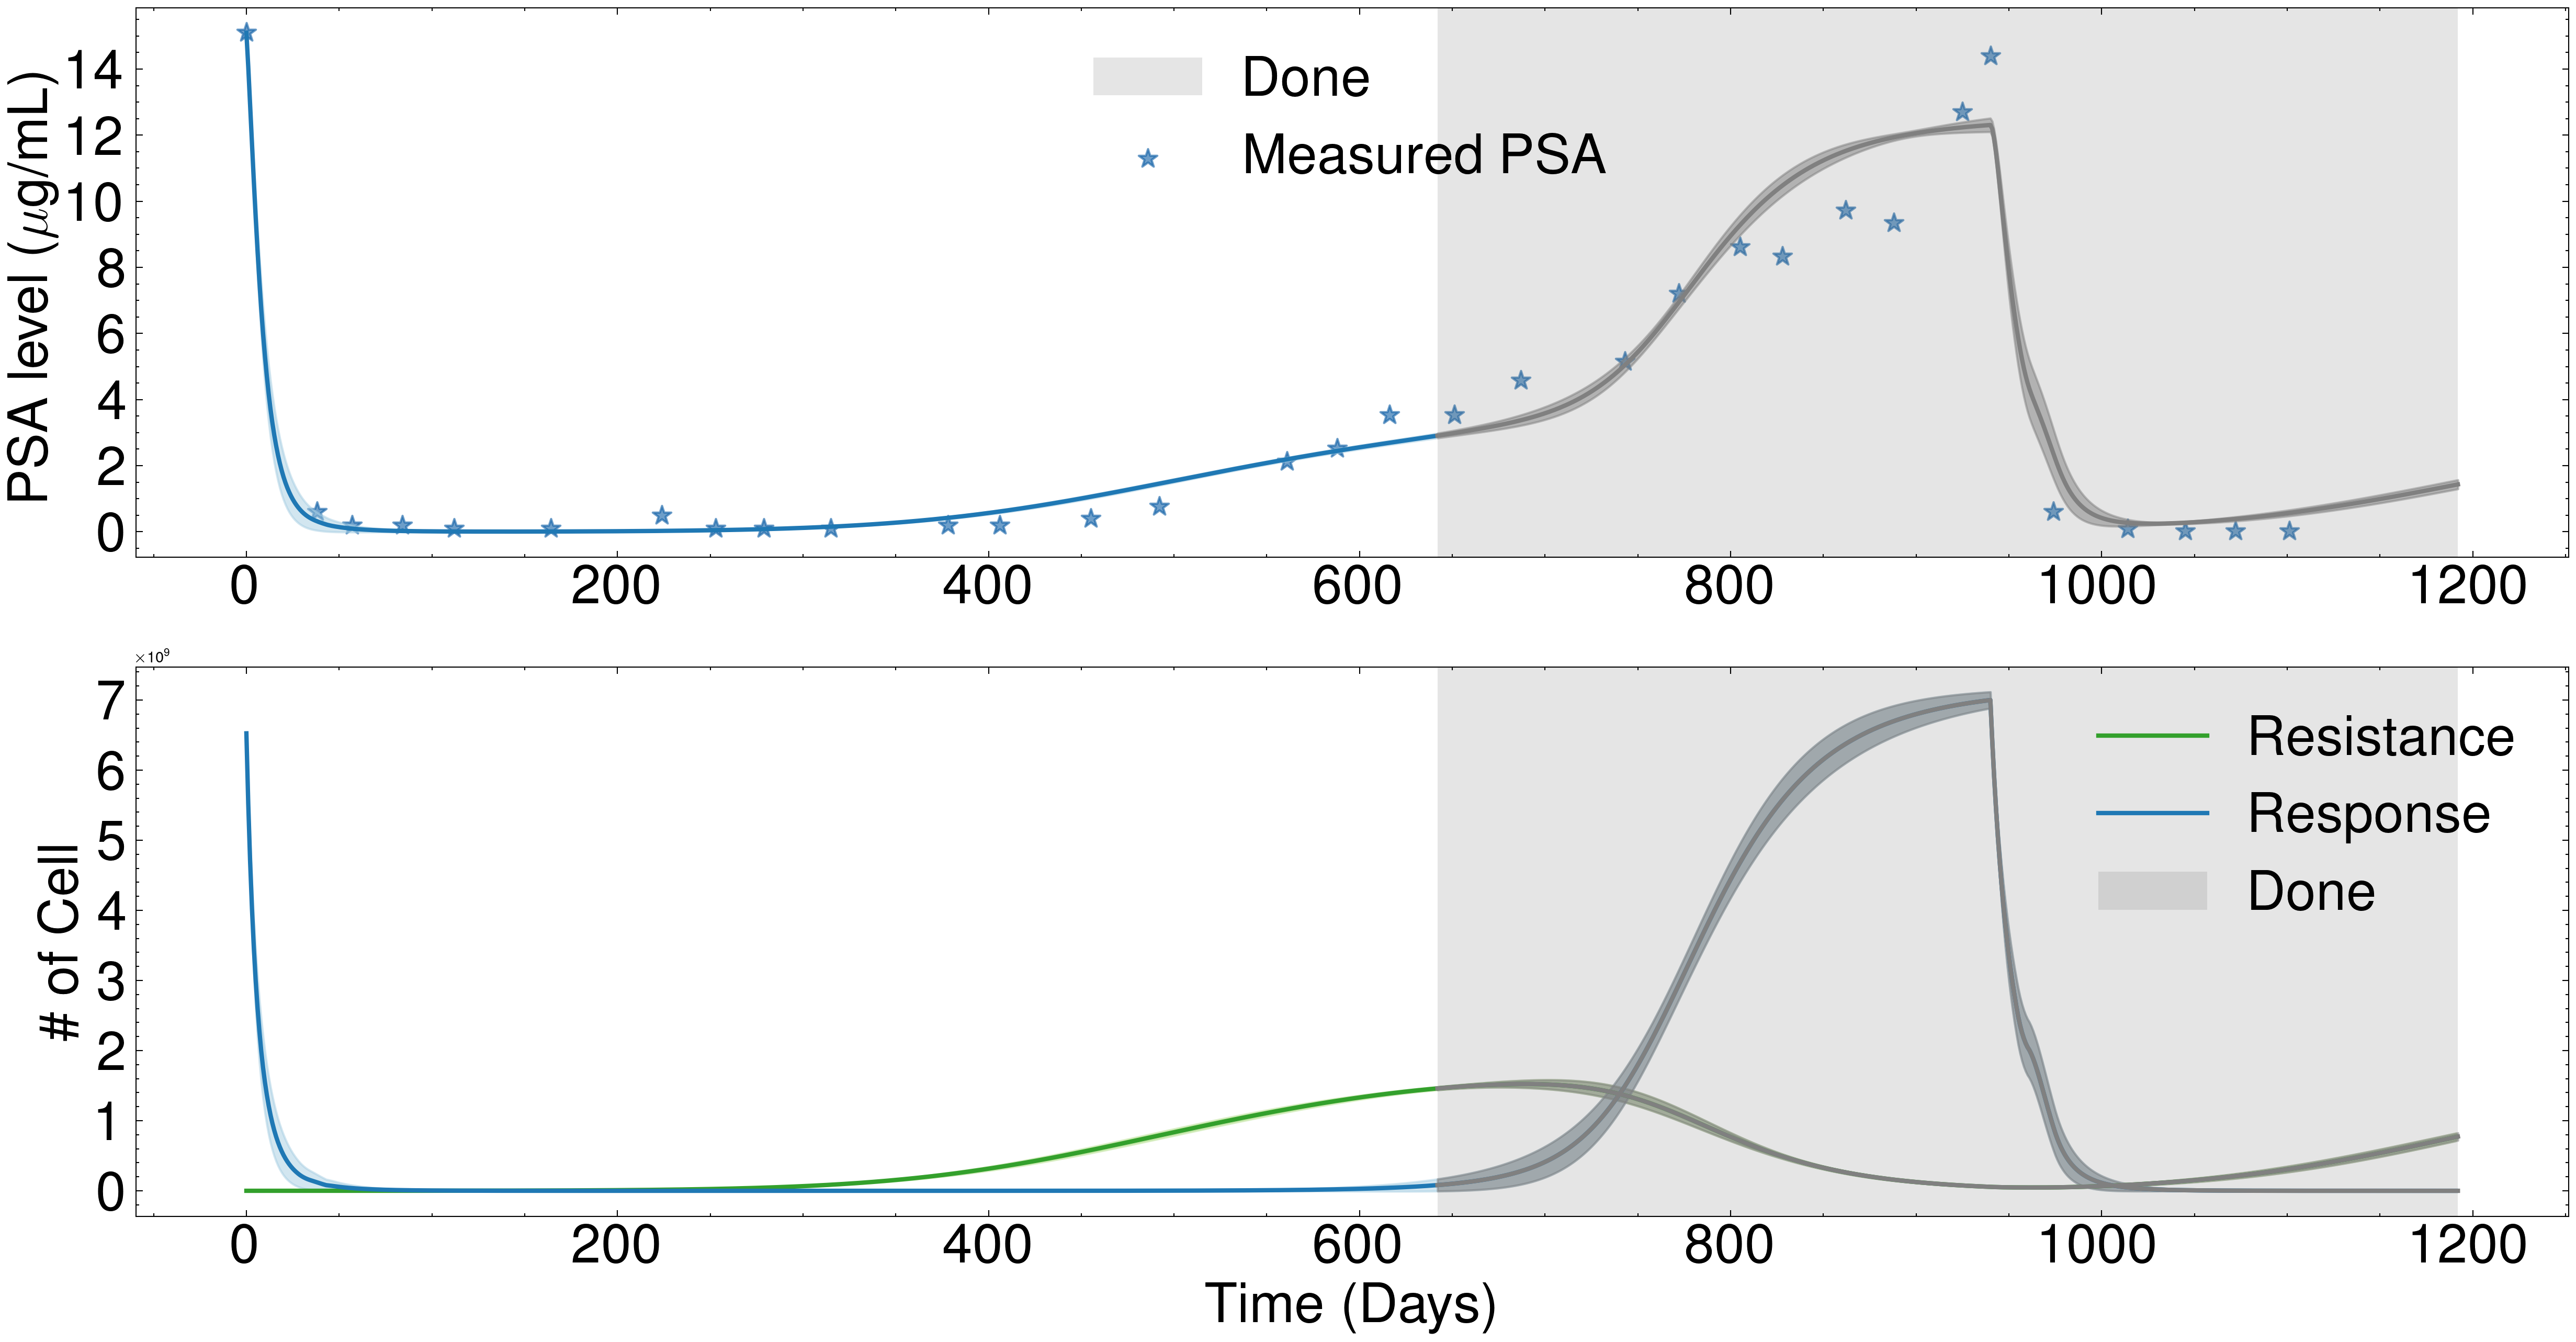 PSA level (μg/mL)
14
12
10
8
6
4
2
0
Done
Measured PSA
0 200 400 600 800 1000 1200
×10⁹
# of Cell
7
6
5
4
3
2
1
0
Resistance
Response
Done
0 200 400 600 800 1000 1200
Time (Days)